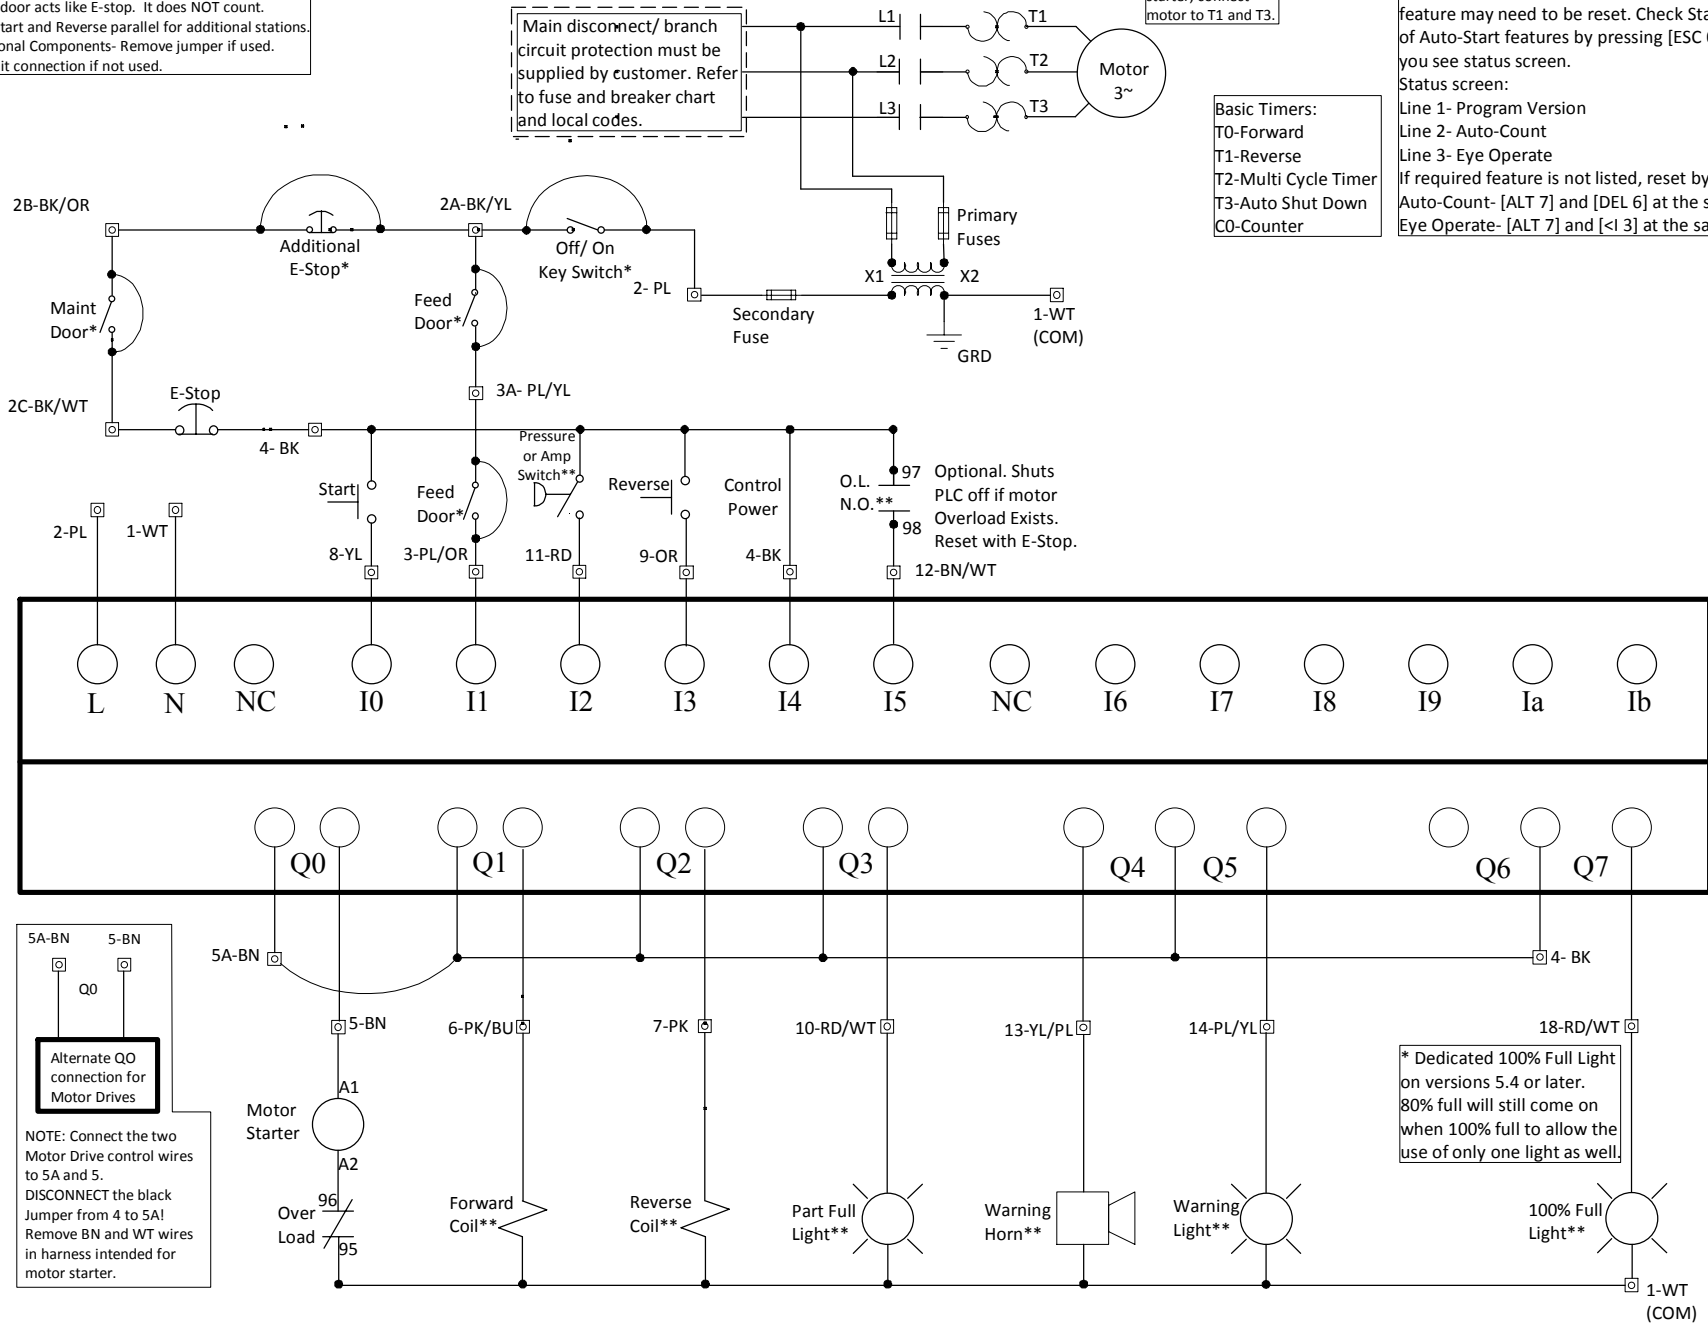 door acts like E-stop. It does NOT count.
tart and Reverse parallel for additional stations.
onal Components- Remove jumper if used.
it connection if not used.
Main disconnect/ branch
circuit protection must be
supplied by customer. Refer
to fuse and breaker chart
and local codes.
L1
T1
L2
T2
L3
T3
Motor
3~
motor to T1 and T3.
Basic Timers:
T0-Forward
T1-Reverse
T2-Multi Cycle Timer
T3-Auto Shut Down
C0-Counter
feature may need to be reset. Check Sta
of Auto-Start features by pressing [ESC
you see status screen.
Status screen:
Line 1- Program Version
Line 2- Auto-Count
Line 3- Eye Operate
If required feature is not listed, reset by
Auto-Count- [ALT 7] and [DEL 6] at the s
Eye Operate- [ALT 7] and [<I 3] at the sa
2B-BK/OR
Additional
E-Stop*
2A-BK/YL
Off/ On
Key Switch*
2- PL
Primary
Fuses
X1
X2
Secondary
Fuse
GRD
1-WT
(COM)
Maint
Door*
Feed
Door*
2C-BK/WT
E-Stop
3A- PL/YL
4- BK
2-PL
1-WT
Start
8-YL
Feed
Door*
3-PL/OR
Pressure
or Amp
Switch**
11-RD
Reverse
9-OR
Control
Power
4-BK
O.L.
N.O. **
97
98
12-BN/WT
Optional. Shuts
PLC off if motor
Overload Exists.
Reset with E-Stop.
L
N
NC
I0
I1
I2
I3
I4
I5
NC
I6
I7
I8
I9
Ia
Ib
Q0
Q1
Q2
Q3
Q4
Q5
Q6
Q7
5A-BN
5-BN
Q0
Alternate QO
connection for
Motor Drives
NOTE: Connect the two
Motor Drive control wires
to 5A and 5.
DISCONNECT the black
Jumper from 4 to 5A!
Remove BN and WT wires
in harness intended for
motor starter.
5A-BN
4- BK
5-BN
6-PK/BU
7-PK
10-RD/WT
13-YL/PL
14-PL/YL
18-RD/WT
* Dedicated 100% Full Light
on versions 5.4 or later.
80% full will still come on
when 100% full to allow the
use of only one light as well.
A1
Motor
Starter
A2
96
Over
Load
95
Forward
Coil**
Reverse
Coil**
Part Full
Light**
Warning
Horn**
Warning
Light**
100% Full
Light**
1-WT
(COM)